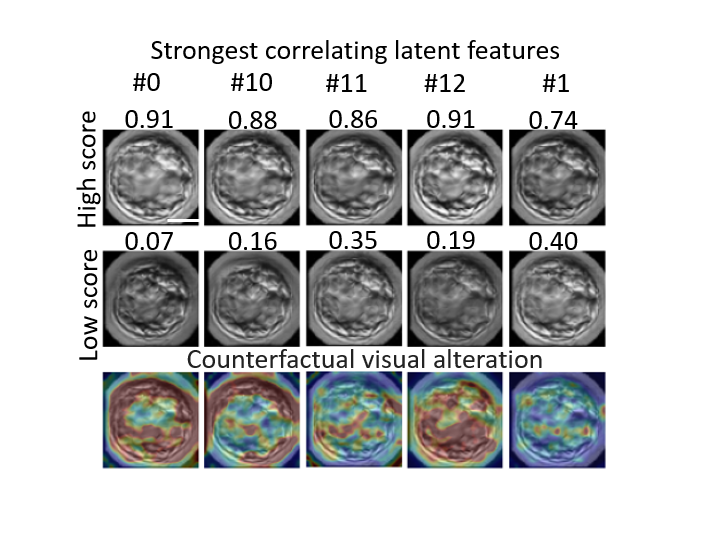 Strongest correlating latent features
#0 #10 #11 #12 #1
High score
0.91 0.88 0.86 0.91 0.74
Low score
0.07 0.16 0.35 0.19 0.40
Counterfactual visual alteration